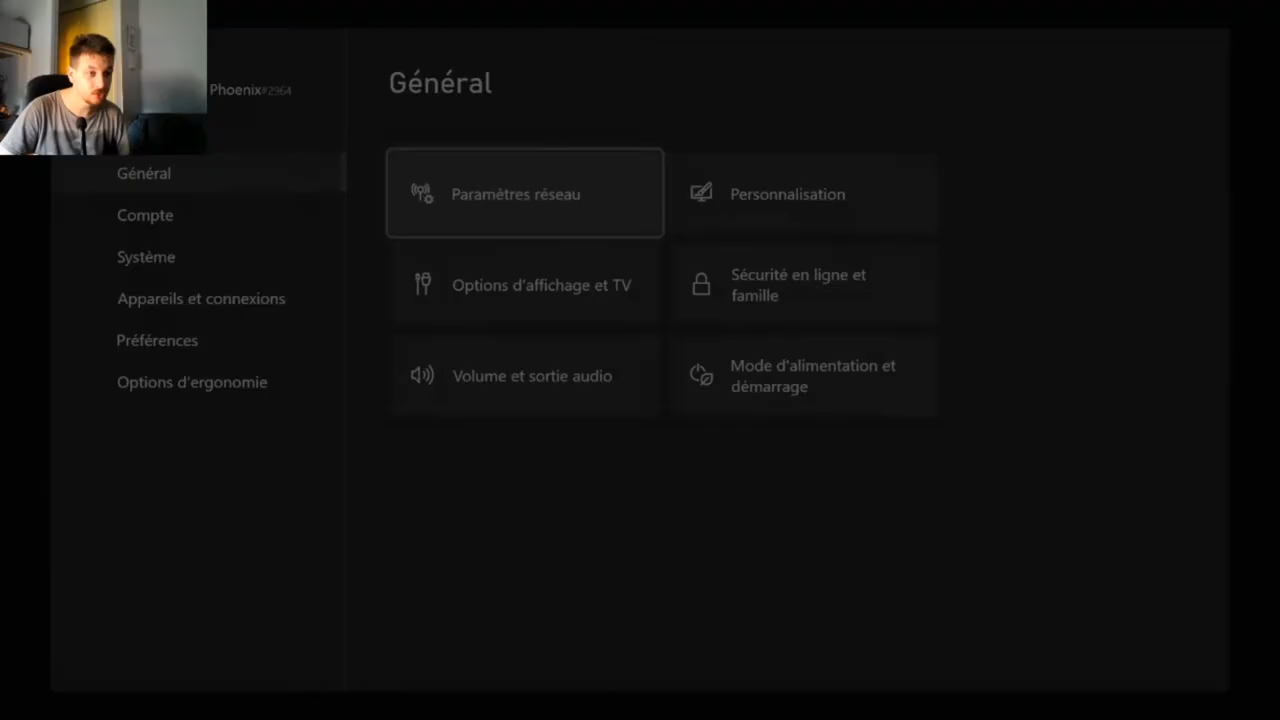 Phoenix#2964
Général
Général
Compte
Système
Appareils et connexions
Préférences
Options d'ergonomie
Paramètres réseau
Personnalisation
Options d'affichage et TV
Sécurité en ligne et
famille
Volume et sortie audio
Mode d'alimentation et
démarrage